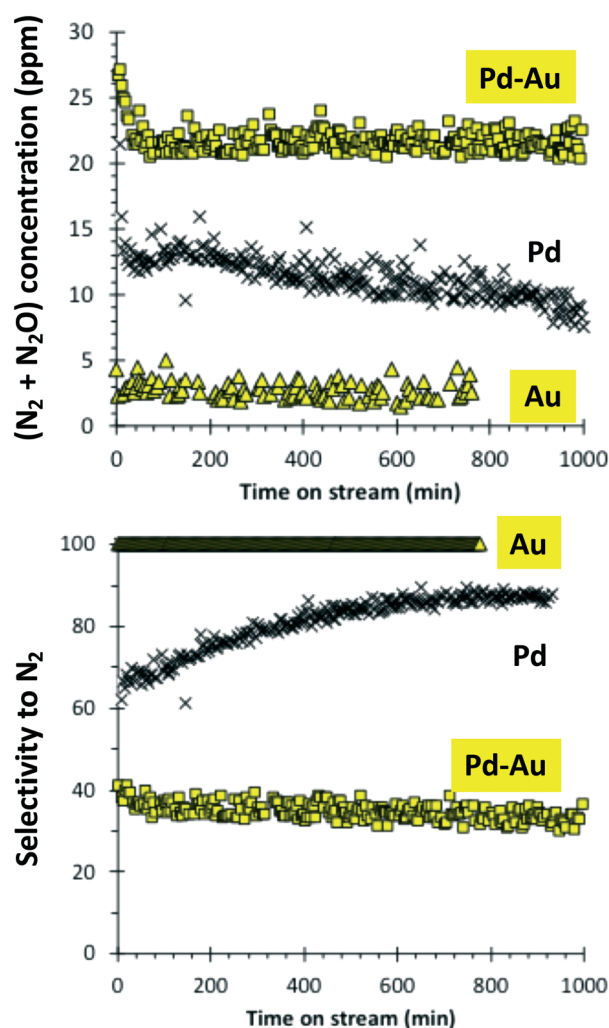 (N₂ + N₂O) concentration (ppm)
30
25
20
15
10
5
0
Pd-Au
Pd
Au
0 200 400 600 800 1000
Time on stream (min)
Selectivity to N₂
100
80
60
40
20
0
Au
Pd
Pd-Au
0 200 400 600 800 1000
Time on stream (min)